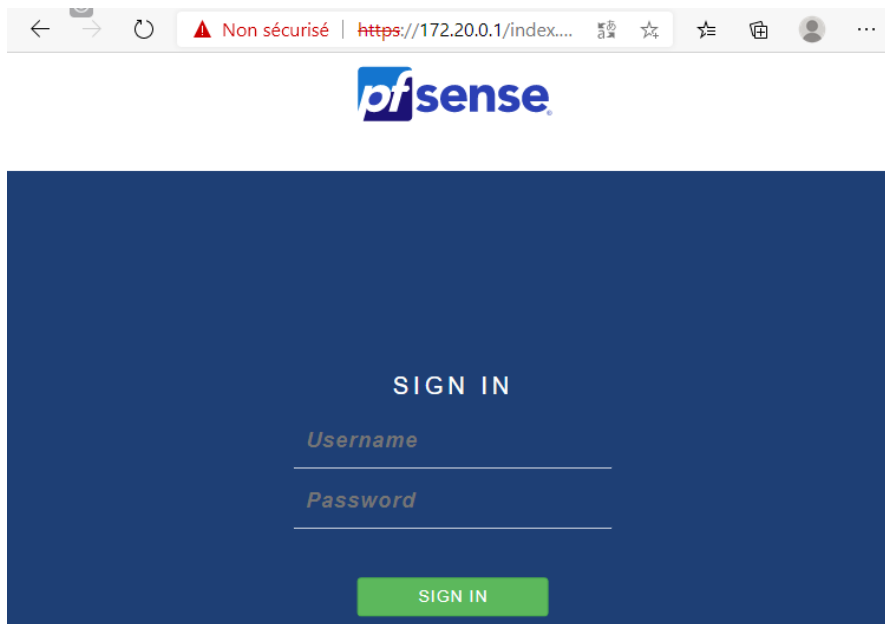 Non sécurisé | https://172.20.0.1/index....
pfsense
SIGN IN
Username
Password
SIGN IN